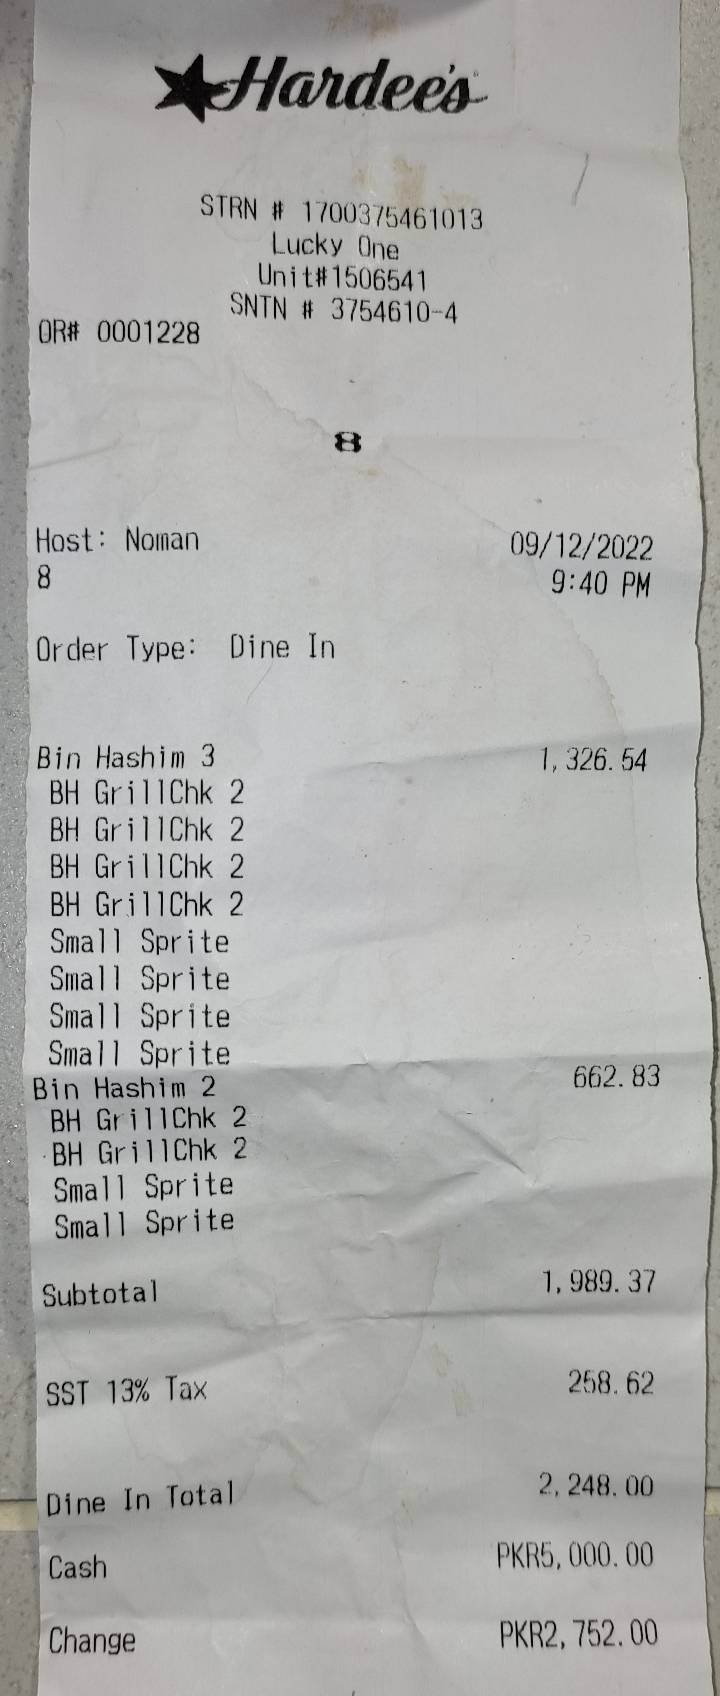 Hardee's
STRN # 1700375461013
Lucky One
Unit#1506541
SNTN # 3754610-4
OR# 0001228
8
Host: Noman 09/12/2022
8 9:40 PM
Order Type: Dine In
Bin Hashim 3 1,326.54
BH GrillChk 2
BH GrillChk 2
BH GrillChk 2
BH GrillChk 2
Small Sprite
Small Sprite
Small Sprite
Small Sprite
Bin Hashim 2 662.83
BH GrillChk 2
BH GrillChk 2
Small Sprite
Small Sprite
Subtotal 1,989.37
SST 13% Tax 258.62
Dine In Total 2,248.00
Cash PKR5,000.00
Change PKR2,752.00